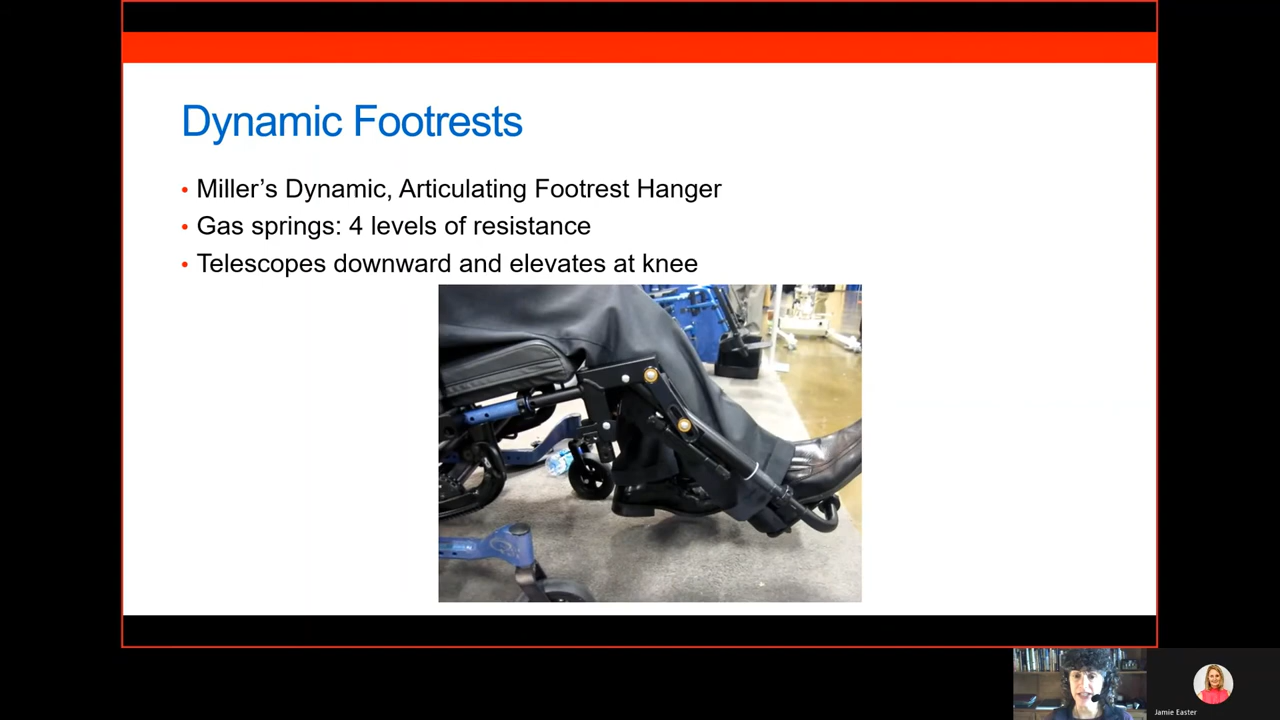 Dynamic Footrests
• Miller's Dynamic, Articulating Footrest Hanger
• Gas springs: 4 levels of resistance
• Telescopes downward and elevates at knee
Jamie Easter